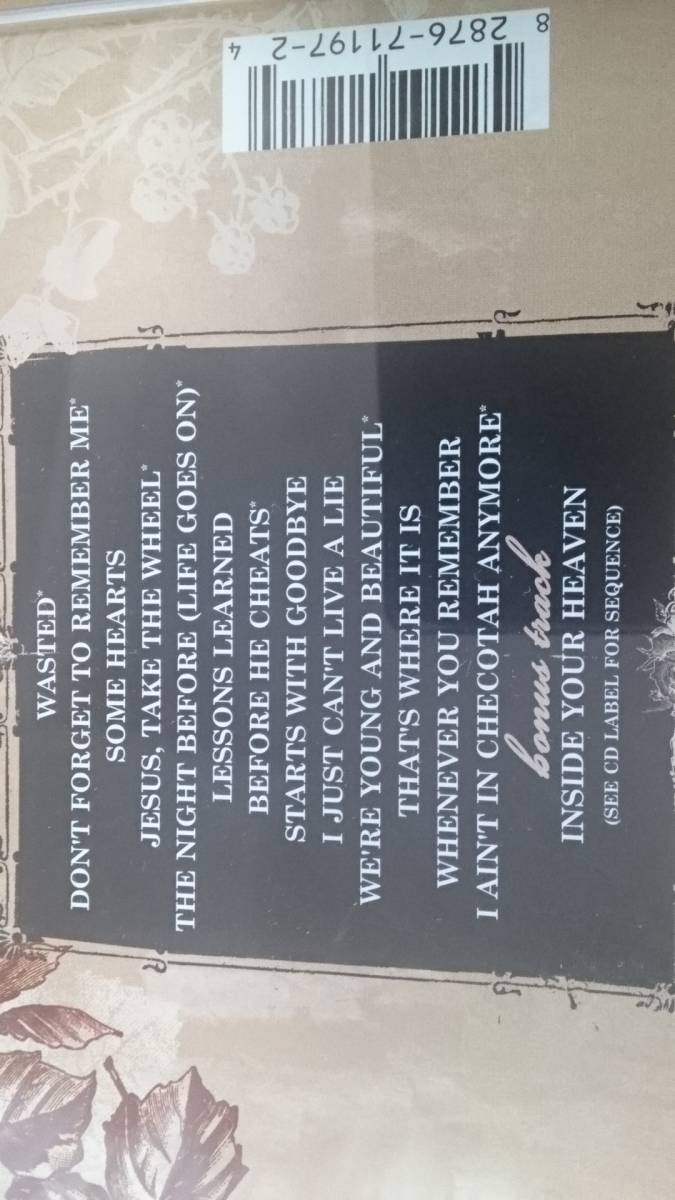 WASTED*
DON'T FORGET TO REMEMBER ME*
SOME HEARTS
JESUS, TAKE THE WHEEL*
THE NIGHT BEFORE (LIFE GOES ON)*
LESSONS LEARNED
BEFORE HE CHEATS*
STARTS WITH GOODBYE
I JUST CAN'T LIVE A LIE
WE'RE YOUNG AND BEAUTIFUL*
THAT'S WHERE IT IS
WHENEVER YOU REMEMBER
I AIN'T IN CHECOTAH ANYMORE*
bonus track
INSIDE YOUR HEAVEN
(SEE CD LABEL FOR SEQUENCE)
8 2876-71197-2 4